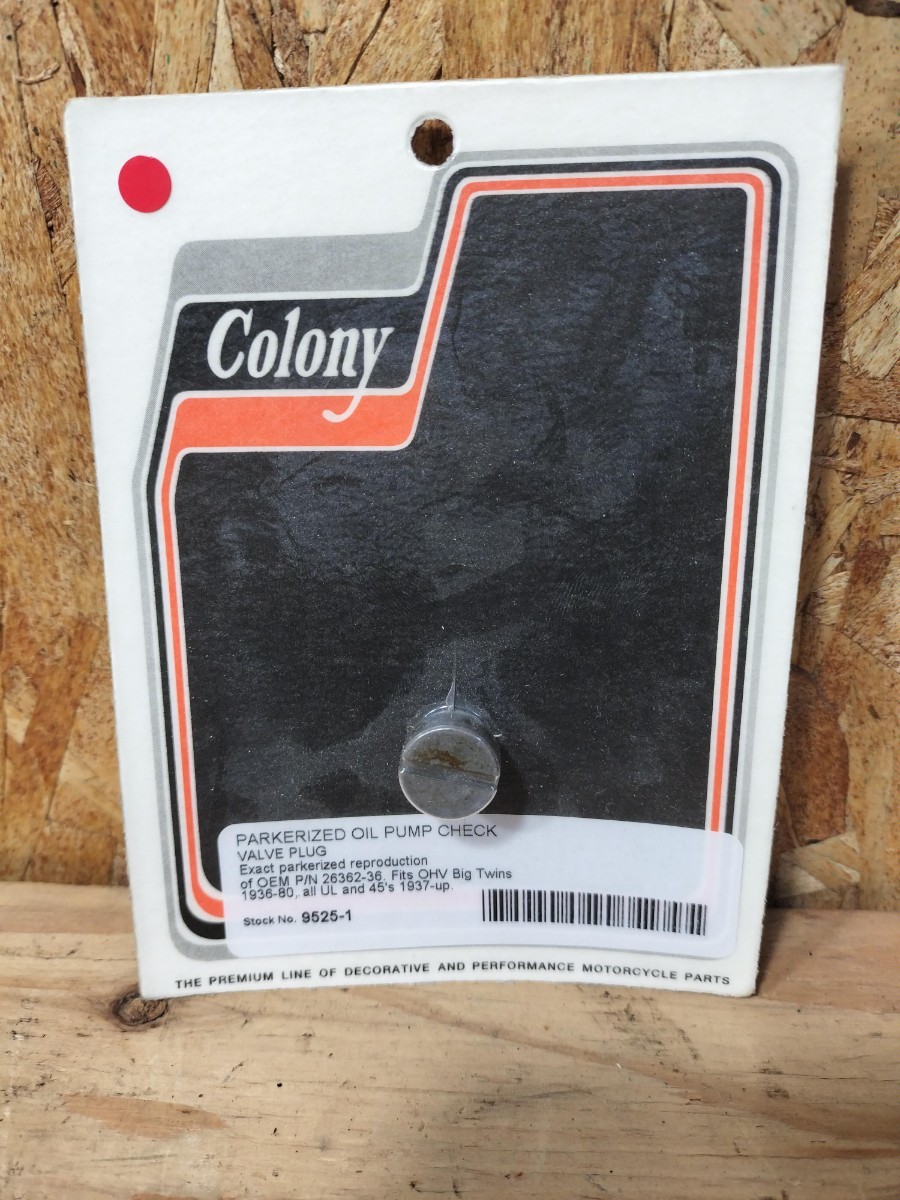 Colony
PARKERIZED OIL PUMP CHECK
VALVE PLUG
Exact parkerized reproduction
of OEM P/N 26362-36. Fits OHV Big Twins
1936-80, all UL and 45's 1937-up.
Stock No. 9525-1
THE PREMIUM LINE OF DECORATIVE AND PERFORMANCE MOTORCYCLE PARTS